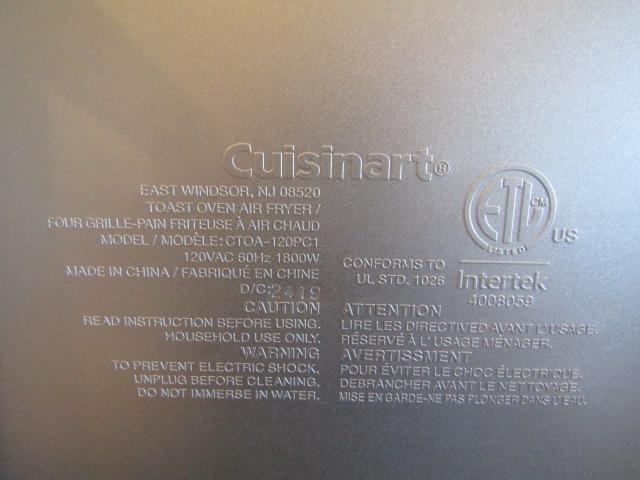 Cuisinart®
EAST WINDSOR, NJ 08520
TOAST OVEN AIR FRYER /
FOUR GRILLE-PAIN FRITEUSE À AIR CHAUD
MODEL / MODÈLE: CTOA-120PC1
120VAC 60Hz 1800W
MADE IN CHINA / FABRIQUÉ EN CHINE
D/C:2419
CAUTION
READ INSTRUCTION BEFORE USING.
HOUSEHOLD USE ONLY.
WARNING
TO PREVENT ELECTRIC SHOCK.
UNPLUG BEFORE CLEANING.
DO NOT IMMERSE IN WATER.
ETL CM
LISTED
US
CONFORMS TO
UL STD. 1026
Intertek
4008059
ATTENTION
LIRE LES DIRECTIVED AVANT L'USAGE.
RÉSERVÉ À L'USAGE MÉNAGER.
AVERTISSMENT
POUR ÉVITER LE CHOC ÉLECTRIQUE.
DEBRANCHER AVANT LE NETTOYAGE.
MISE EN GARDE-NE PAS PLONGER DANS L'EAU.